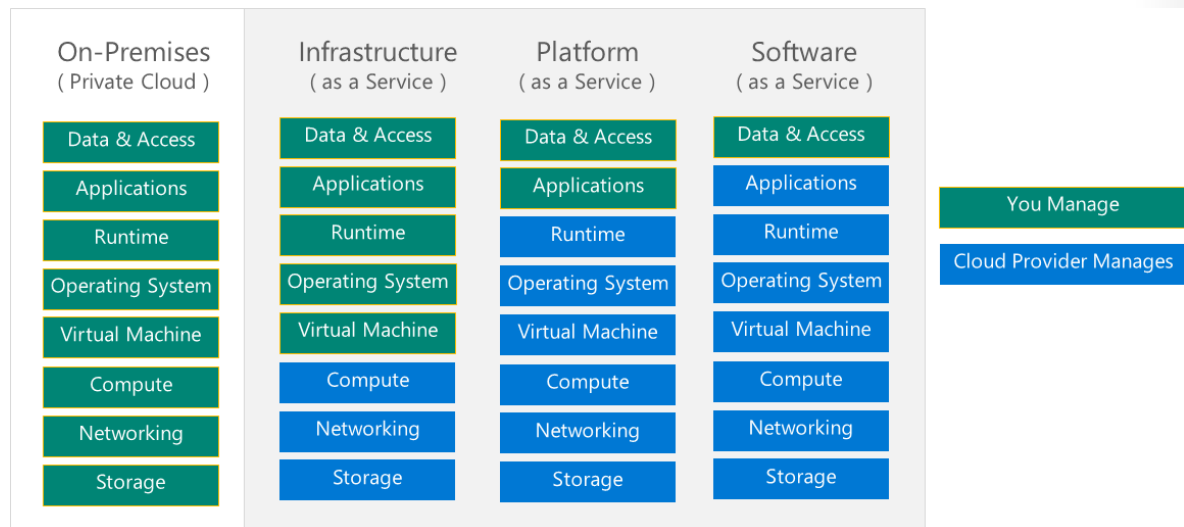 On-Premises
( Private Cloud )
Data & Access
Applications
Runtime
Operating System
Virtual Machine
Compute
Networking
Storage
Infrastructure
( as a Service )
Data & Access
Applications
Runtime
Operating System
Virtual Machine
Compute
Networking
Storage
Platform
( as a Service )
Data & Access
Applications
Runtime
Operating System
Virtual Machine
Compute
Networking
Storage
Software
( as a Service )
Data & Access
Applications
Runtime
Operating System
Virtual Machine
Compute
Networking
Storage
You Manage
Cloud Provider Manages